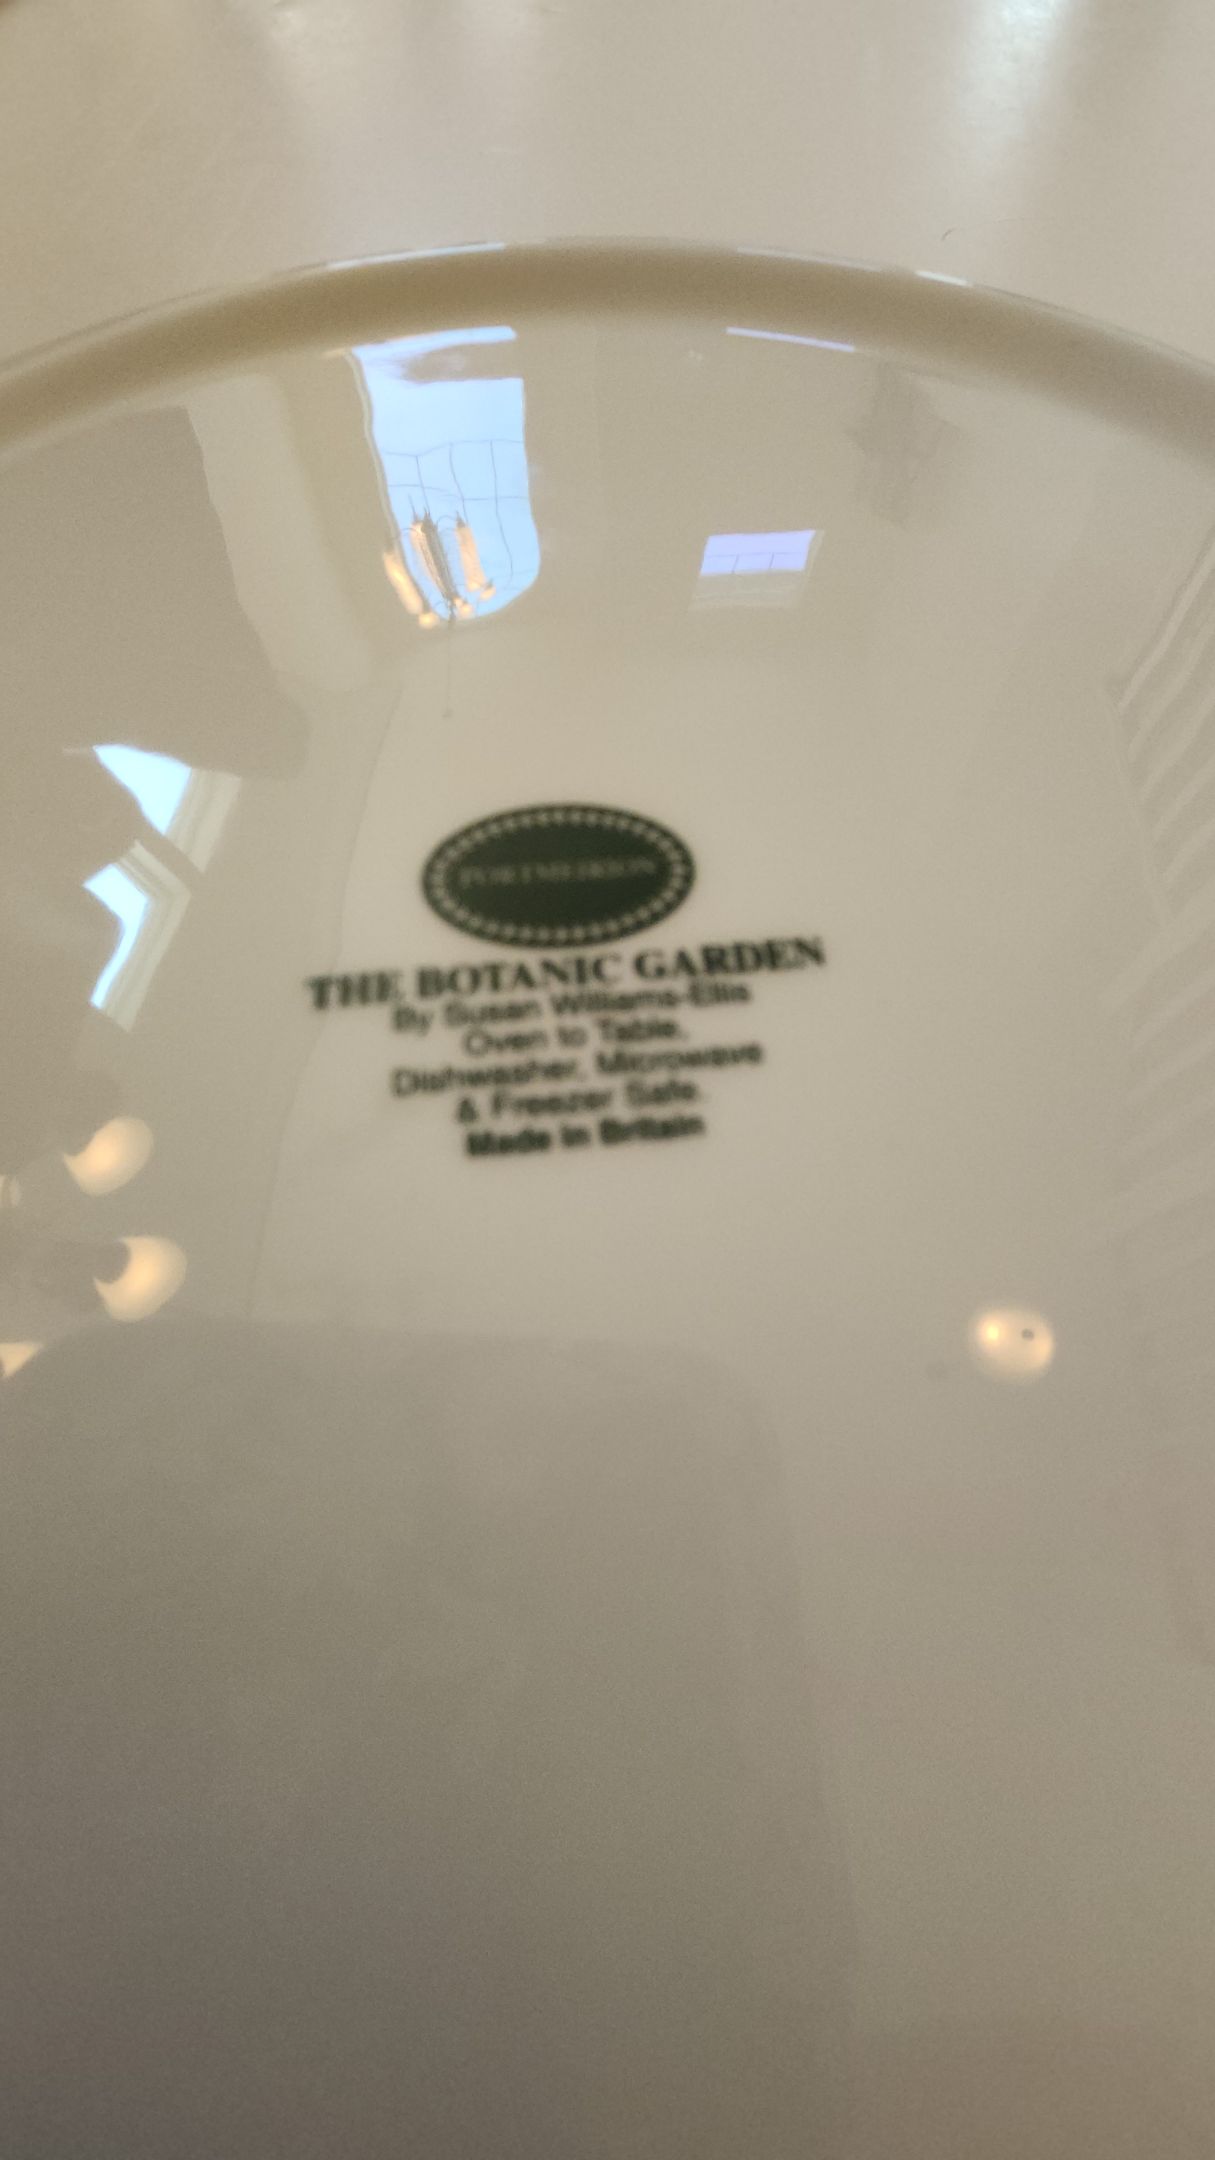 PORTMEIRION
THE BOTANIC GARDEN
By Susan Williams-Ellis
Oven to Table,
Dishwasher, Microwave
& Freezer Safe.
Made in Britain